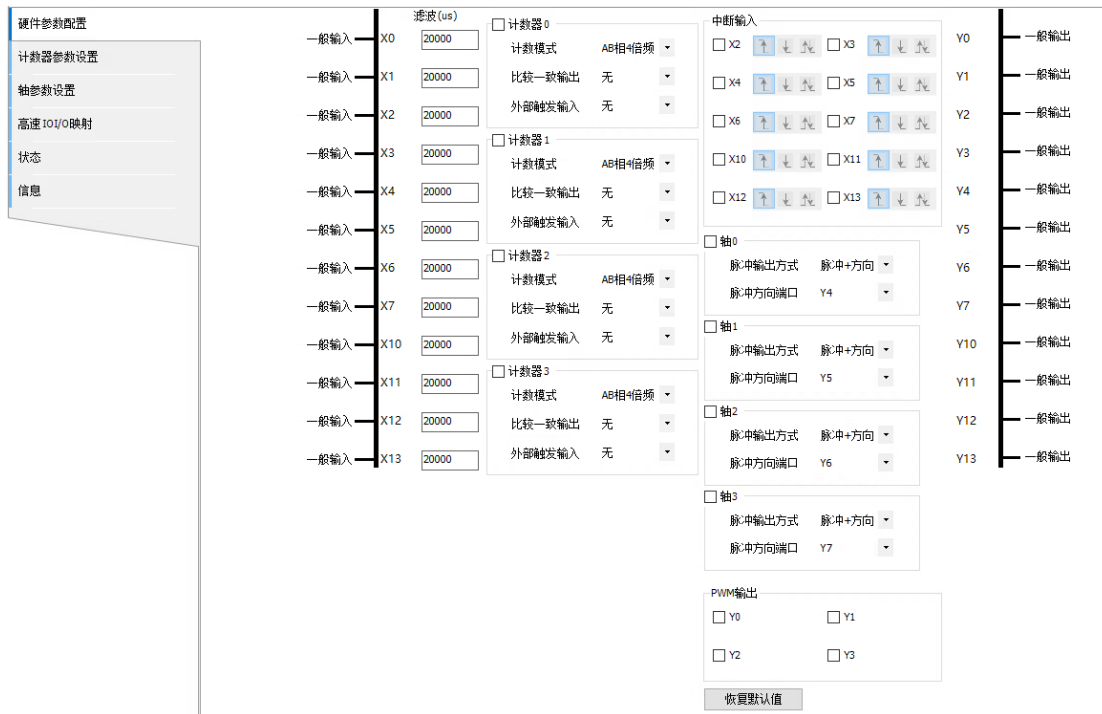 硬件参数配置
计数器参数设置
轴参数设置
高速IOI/O映射
状态
信息
滤波(us)
一般输入 X0 20000
一般输入 X1 20000
一般输入 X2 20000
一般输入 X3 20000
一般输入 X4 20000
一般输入 X5 20000
一般输入 X6 20000
一般输入 X7 20000
一般输入 X10 20000
一般输入 X11 20000
一般输入 X12 20000
一般输入 X13 20000
计数器0
计数模式 AB相4倍频
比较一致输出 无
外部触发输入 无
计数器1
计数模式 AB相4倍频
比较一致输出 无
外部触发输入 无
计数器2
计数模式 AB相4倍频
比较一致输出 无
外部触发输入 无
计数器3
计数模式 AB相4倍频
比较一致输出 无
外部触发输入 无
中断输入
X2 X3
X4 X5
X6 X7
X10 X11
X12 X13
轴0
脉冲输出方式 脉冲+方向
脉冲方向端口 Y4
轴1
脉冲输出方式 脉冲+方向
脉冲方向端口 Y5
轴2
脉冲输出方式 脉冲+方向
脉冲方向端口 Y6
轴3
脉冲输出方式 脉冲+方向
脉冲方向端口 Y7
PWM输出
Y0 Y1
Y2 Y3
恢复默认值
Y0 一般输出
Y1 一般输出
Y2 一般输出
Y3 一般输出
Y4 一般输出
Y5 一般输出
Y6 一般输出
Y7 一般输出
Y10 一般输出
Y11 一般输出
Y12 一般输出
Y13 一般输出